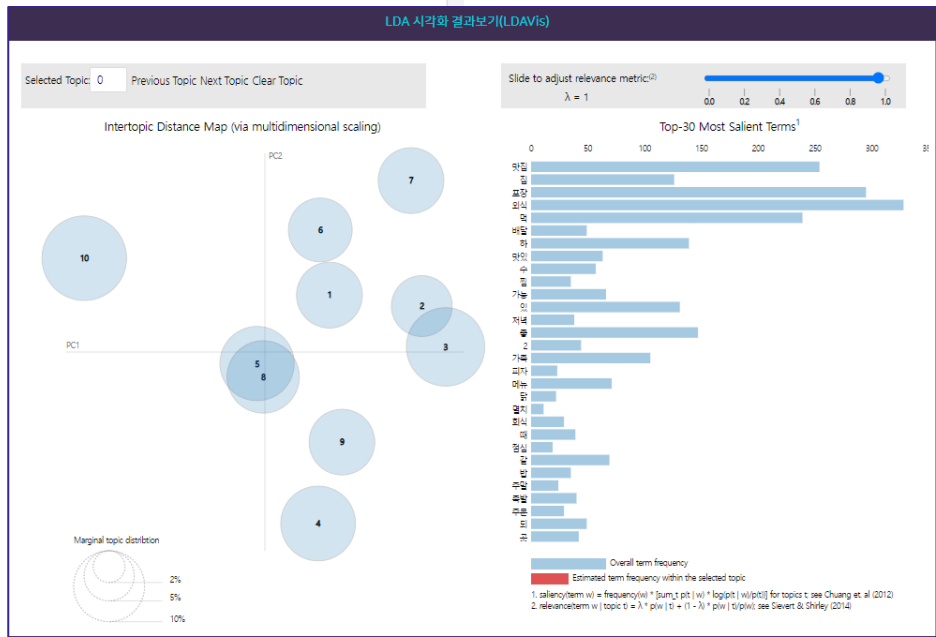 LDA 시각화 결과보기(LDAVis)
Selected Topic: 0 Previous Topic Next Topic Clear Topic
Slide to adjust relevance metric:(2)
λ = 1
0.0 0.2 0.4 0.6 0.8 1.0
Intertopic Distance Map (via multidimensional scaling)
PC2
PC1
7
6
10
1
2
3
5
8
9
4
Marginal topic distribtion
2%
5%
10%
Top-30 Most Salient Terms1
0 50 100 150 200 250 300
맛집
집
포장
외식
먹
배달
하
맛있
수
찜
가능
있
저녁
좋
2
가족
피자
메뉴
닭
멸치
회식
때
점심
같
밥
주말
족발
주문
되
Overall term frequency
Estimated term frequency within the selected topic
1. saliency(term w) = frequency(w) * [sum_t p(t | w) * log(p(t | w)/p(t))] for topics t; see Chuang et. al (2012)
2. relevance(term w | topic t) = λ * p(w | t) + (1 - λ) * p(w | t)/p(w); see Sievert & Shirley (2014)